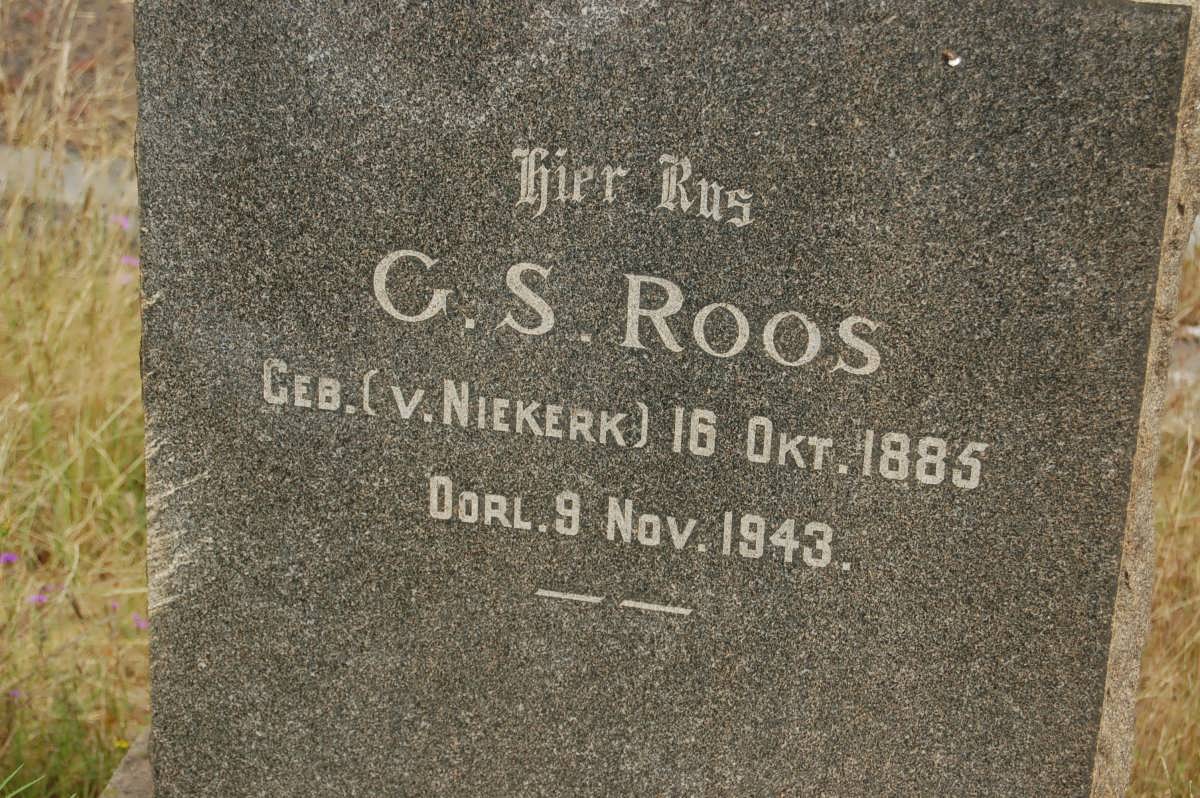 Hier Rus
G.S. ROOS
GEB.(V.NIEKERK) 16 OKT. 1885
OORL. 9 NOV. 1943.